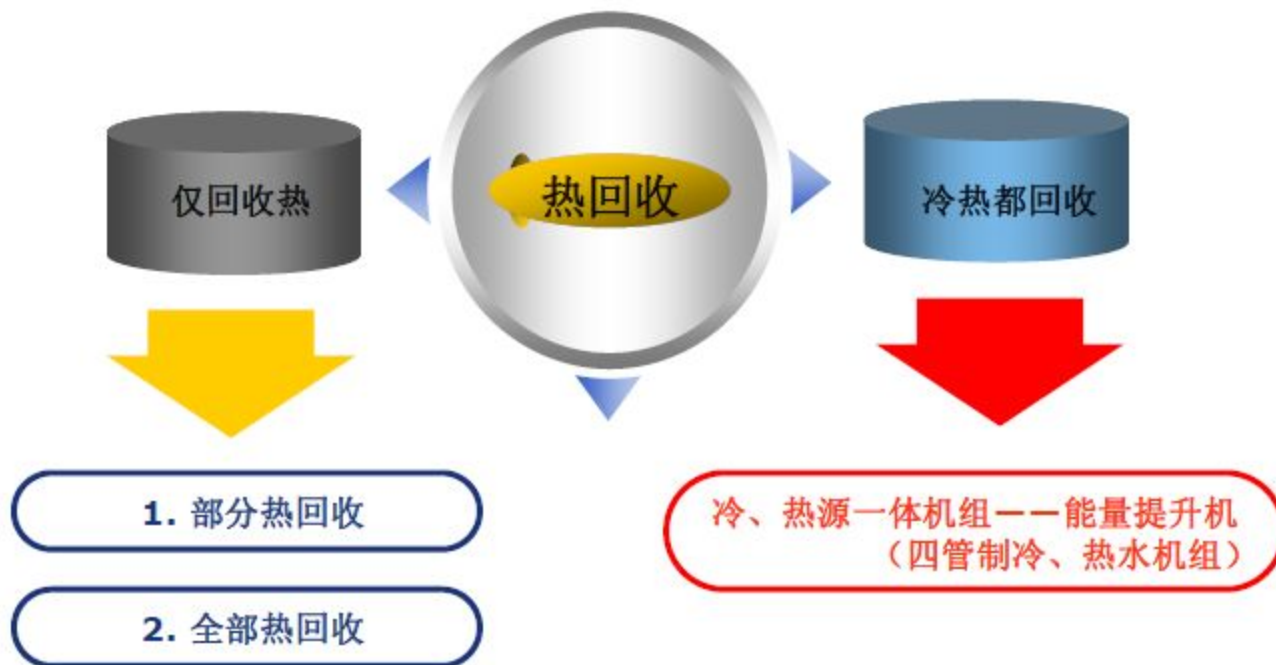 热回收
仅回收热
冷热都回收
1. 部分热回收
2. 全部热回收
冷、热源一体机组——能量提升机
（四管制冷、热水机组）